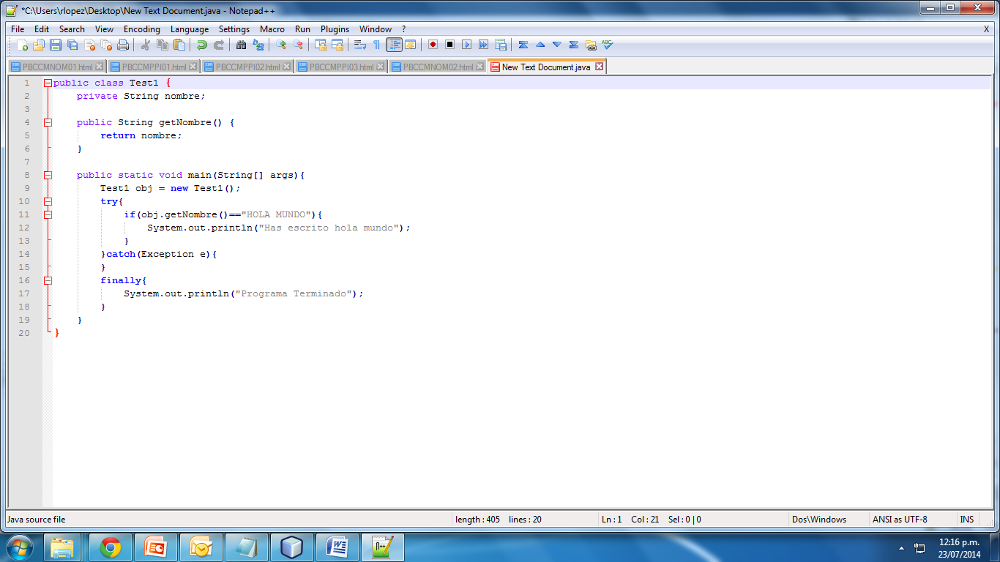 *C:\Users\rlopez\Desktop\New Text Document.java - Notepad++
File Edit Search View Encoding Language Settings Macro Run Plugins Window ? X
PBCCMNOM01.html PBCCMPPI01.html PBCCMPPI02.html PBCCMPPI03.html PBCCMNOM02.html New Text Document.java
1 public class Test1 {
2 private String nombre;
3
4 public String getNombre() {
5 return nombre;
6 }
7
8 public static void main(String[] args){
9 Test1 obj = new Test1();
10 try{
11 if(obj.getNombre()=="HOLA MUNDO"){
12 System.out.println("Has escrito hola mundo");
13 }
14 }catch(Exception e){
15 }
16 finally{
17 System.out.println("Programa Terminado");
18 }
19 }
20 }
Java source file length : 405 lines : 20 Ln : 1 Col : 21 Sel : 0 | 0 Dos\Windows ANSI as UTF-8 INS
12:16 p.m.
23/07/2014